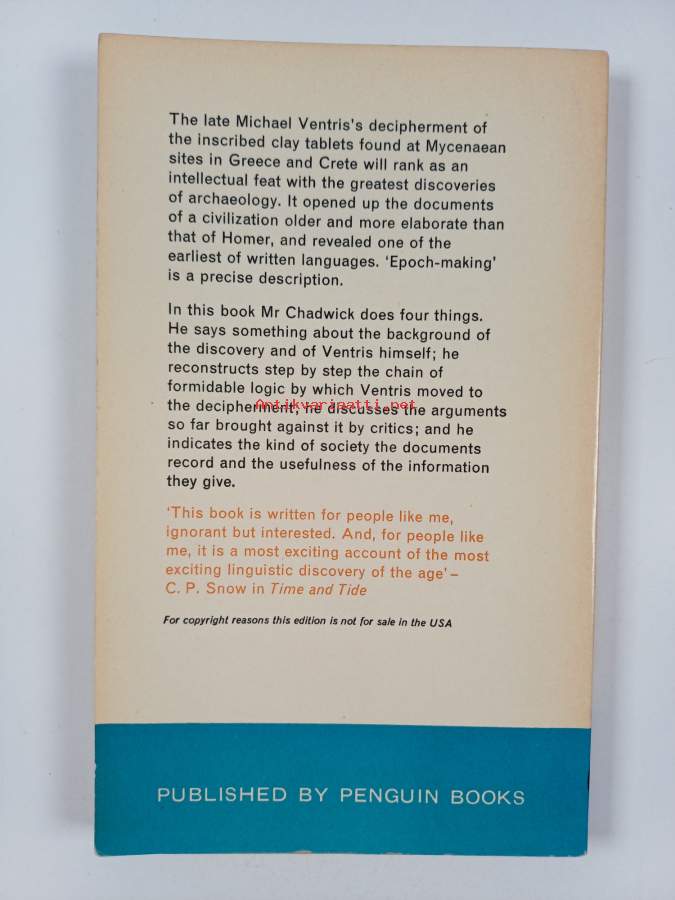 The late Michael Ventris's decipherment of
the inscribed clay tablets found at Mycenaean
sites in Greece and Crete will rank as an
intellectual feat with the greatest discoveries
of archaeology. It opened up the documents
of a civilization older and more elaborate than
that of Homer, and revealed one of the
earliest of written languages. 'Epoch-making'
is a precise description.
In this book Mr Chadwick does four things.
He says something about the background of
the discovery and of Ventris himself; he
reconstructs step by step the chain of
formidable logic by which Ventris moved to
the decipherment; he discusses the arguments
so far brought against it by critics; and he
indicates the kind of society the documents
record and the usefulness of the information
they give.
'This book is written for people like me,
ignorant but interested. And, for people like
me, it is a most exciting account of the most
exciting linguistic discovery of the age' –
C. P. Snow in Time and Tide
For copyright reasons this edition is not for sale in the USA
PUBLISHED BY PENGUIN BOOKS
Antikvariaatti.net